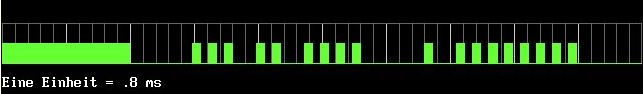 Eine Einheit = .8 ms